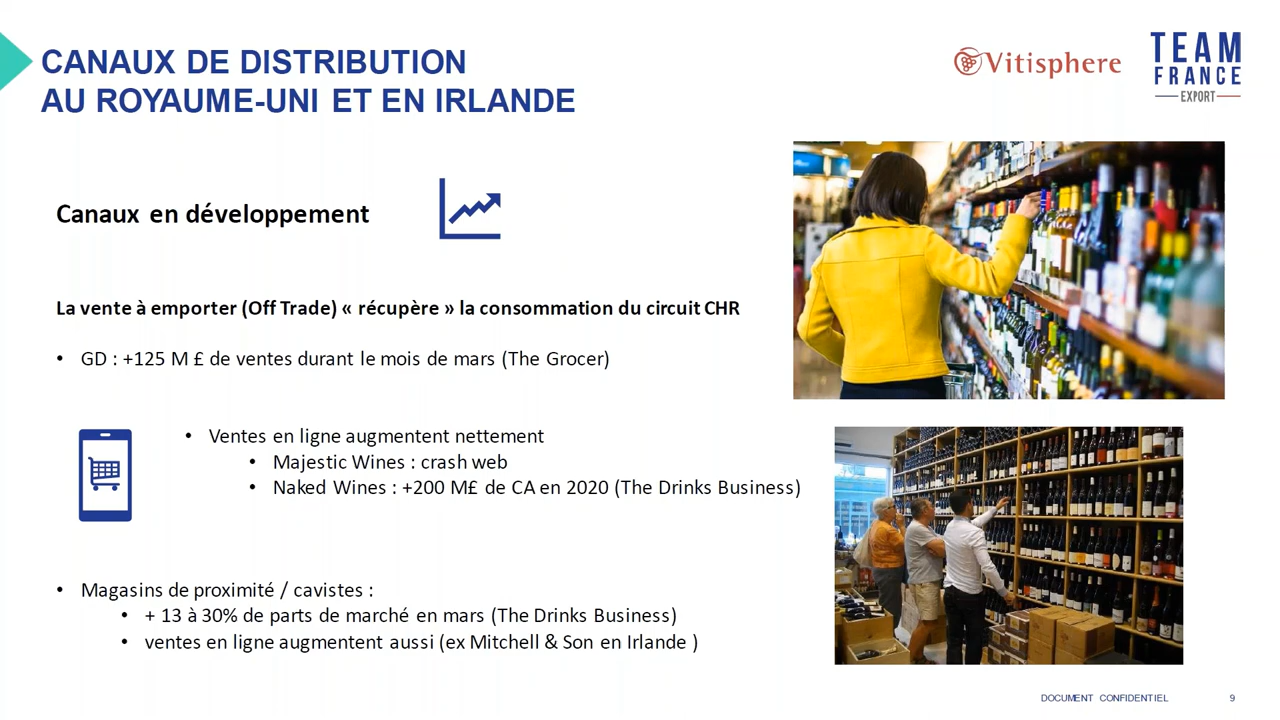 CANAUX DE DISTRIBUTION
AU ROYAUME-UNI ET EN IRLANDE
Vitisphere
TEAM
FRANCE
EXPORT
Canaux en développement
La vente à emporter (Off Trade) « récupère » la consommation du circuit CHR
• GD : +125 M £ de ventes durant le mois de mars (The Grocer)
• Ventes en ligne augmentent nettement
• Majestic Wines : crash web
• Naked Wines : +200 M£ de CA en 2020 (The Drinks Business)
• Magasins de proximité / cavistes :
• + 13 à 30% de parts de marché en mars (The Drinks Business)
• ventes en ligne augmentent aussi (ex Mitchell & Son en Irlande )
DOCUMENT CONFIDENTIEL
9